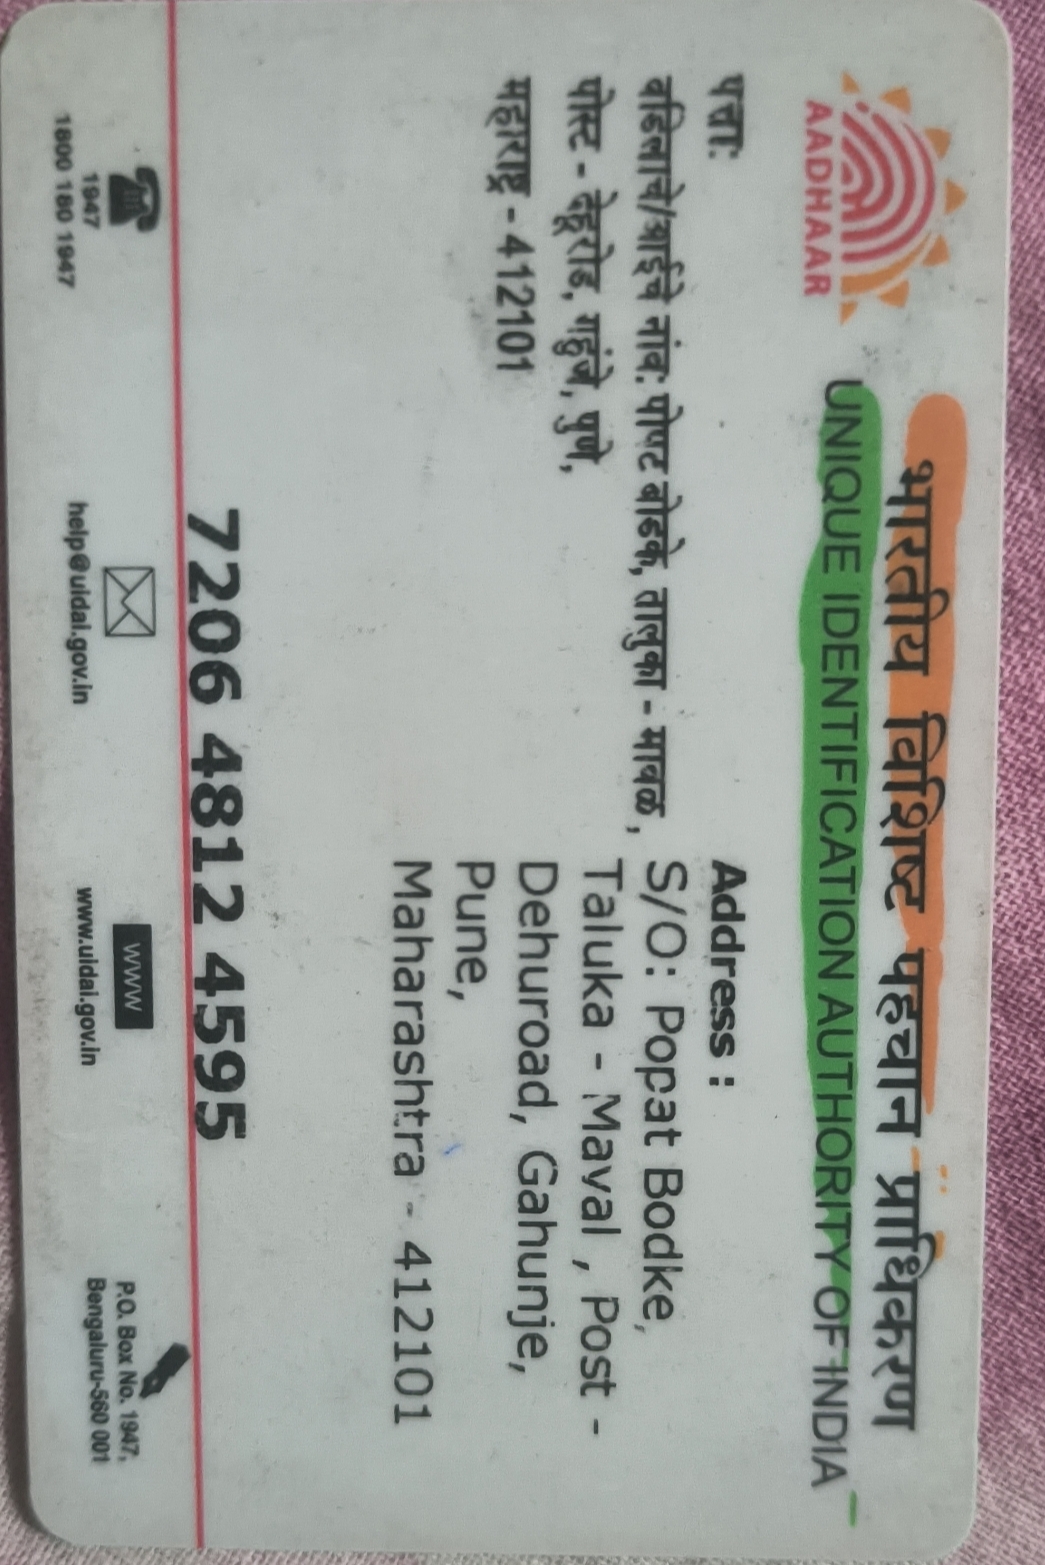 भारतीय विशिष्ट पहचान प्राधिकरण
UNIQUE IDENTIFICATION AUTHORITY OF INDIA
AADHAAR
पत्ताः
वडिलाचे/आईचे नांवः पोपट बोडके, तालुका - मावळ,
पोस्ट - देहूरोड, गहुंजे, पुणे,
महाराष्ट्र - 412101
Address :
S/O: Popat Bodke,
Taluka - Maval , Post -
Dehuroad, Gahunje,
Pune,
Maharashtra - 412101
7206 4812 4595
1947
1800 180 1947
help@uidai.gov.in
www
www.uidai.gov.in
P.O. Box No. 1947,
Bengaluru-560 001